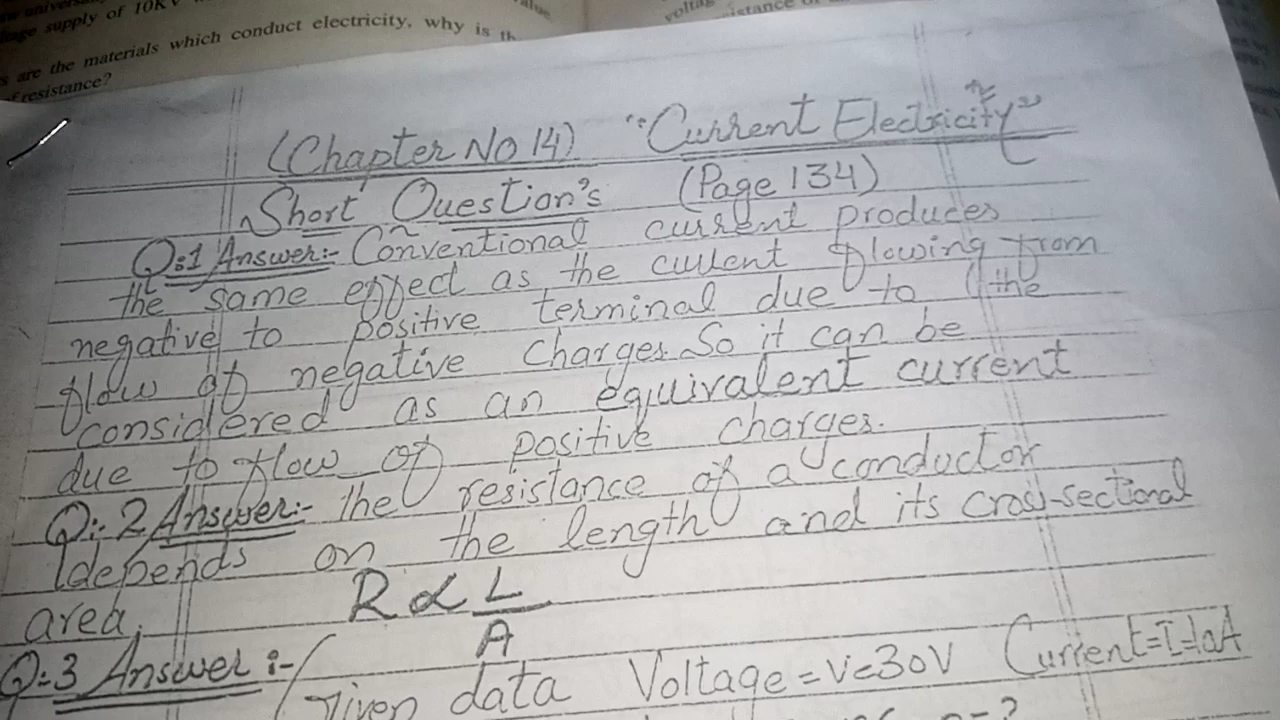 supply of 10K
are the materials which conduct electricity, why is th
resistance?
(Chapter No 14) "Current Electricity"
Short Question's (Page 134)
Q:1 Answer:- Conventional current produces
the same effect as the current flowing from
negative to positive terminal due to the
flow of negative charges. So it can be
considered as an equivalent current
due to flow of positive charges.
Q:- 2 Answer:- the resistance of a conductor
depends on the length and its cross-sectional
area.
R ∝ L
A
Q:3 Answer:-
Given data Voltage = V=30V Current=I=